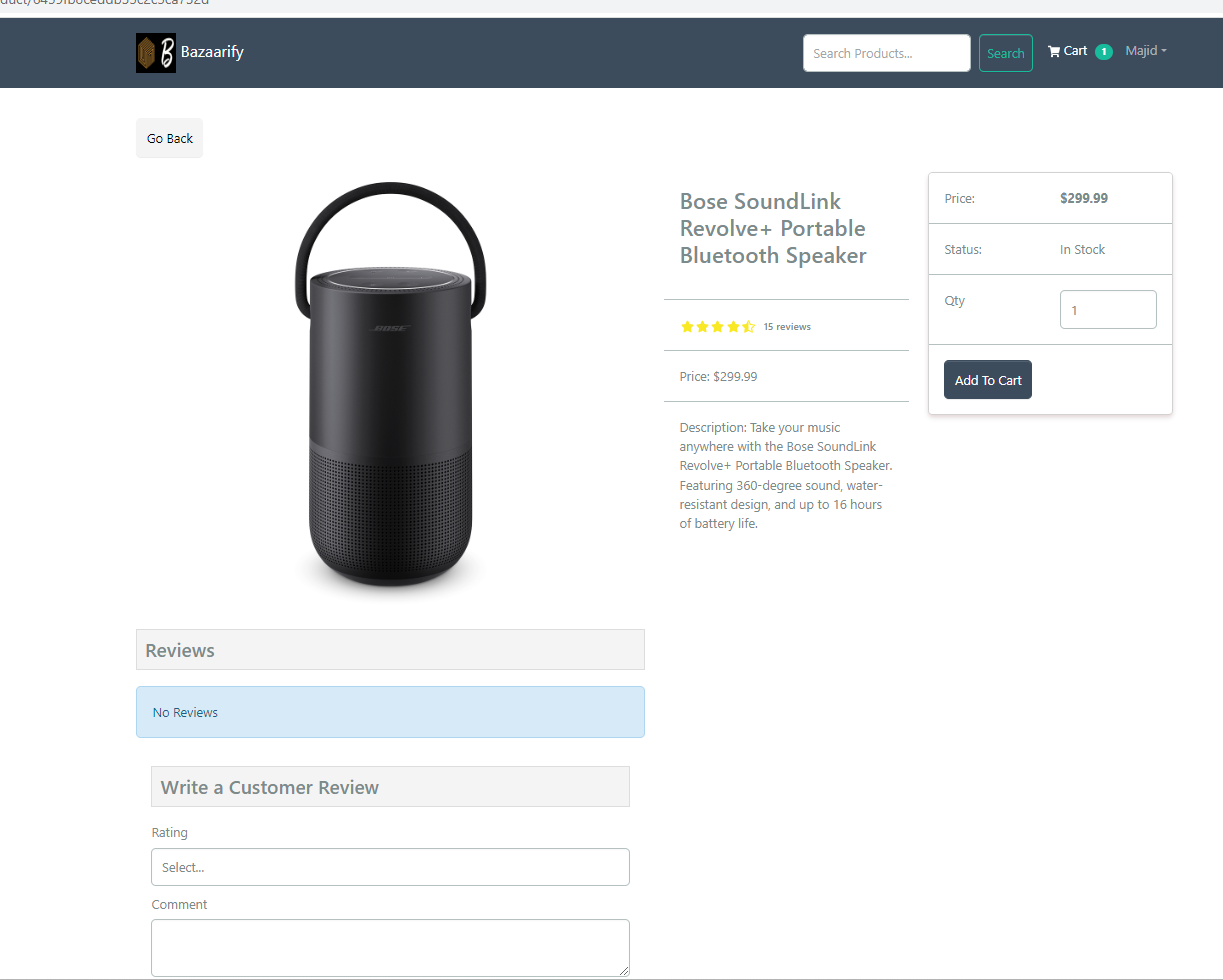 B Bazaarify
Search Products...
Search
Cart 1
Majid
Go Back
BOSE
Bose SoundLink
Revolve+ Portable
Bluetooth Speaker
15 reviews
Price: $299.99
Description: Take your music
anywhere with the Bose SoundLink
Revolve+ Portable Bluetooth Speaker.
Featuring 360-degree sound, water-
resistant design, and up to 16 hours
of battery life.
Price: $299.99
Status: In Stock
Qty 1
Add To Cart
Reviews
No Reviews
Write a Customer Review
Rating
Select...
Comment